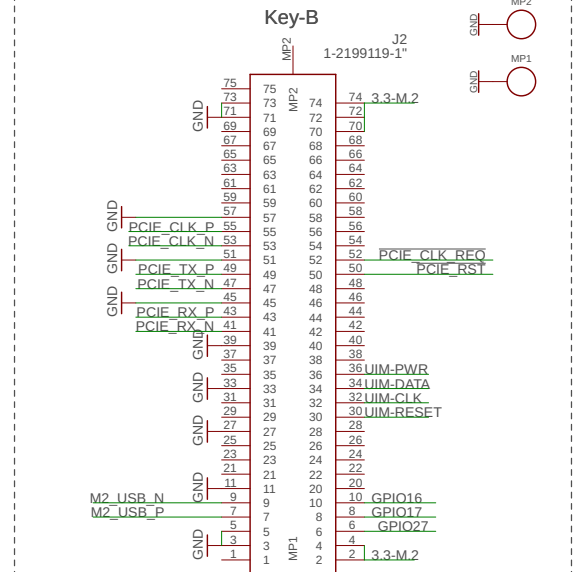 Key-B
MP2
GND
J2
1-2199119-1"
MP2
MP1
GND
75 75 MP2
73 73 74 74 3.3-M.2
GND 71 71 72 72
69 69 70 70
67 67 68 68
65 65 66 66
63 63 64 64
61 61 62 62
59 59 60 60
GND 57 57 58 58
PCIE_CLK_P 55 55 56 56
PCIE_CLK_N 53 53 54 54
GND 51 51 52 52 PCIE_CLK_REQ
PCIE_TX_P 49 49 50 50 PCIE_RST
PCIE_TX_N 47 47 48 48
GND 45 45 46 46
PCIE_RX_P 43 43 44 44
PCIE_RX_N 41 41 42 42
GND 39 39 40 40
37 37 38 38
35 35 36 36 UIM-PWR
GND 33 33 34 34 UIM-DATA
31 31 32 32 UIM-CLK
29 29 30 30 UIM-RESET
GND 27 27 28 28
25 25 26 26
23 23 24 24
21 21 22 22
GND 11 11 20 20
M2_USB_N 9 9 10 10 GPIO16
M2_USB_P 7 7 8 8 GPIO17
5 5 6 6 GPIO27
GND 3 3 MP1 4 4
1 1 2 2 3.3-M.2